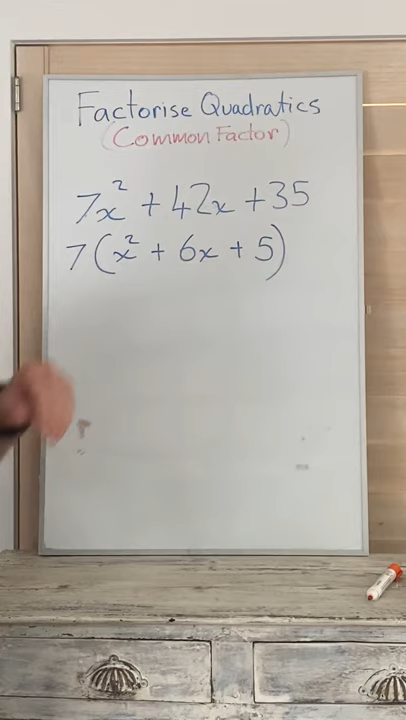 Factorise Quadratics
(Common Factor)
7x² + 42x + 35
7(x² + 6x + 5)